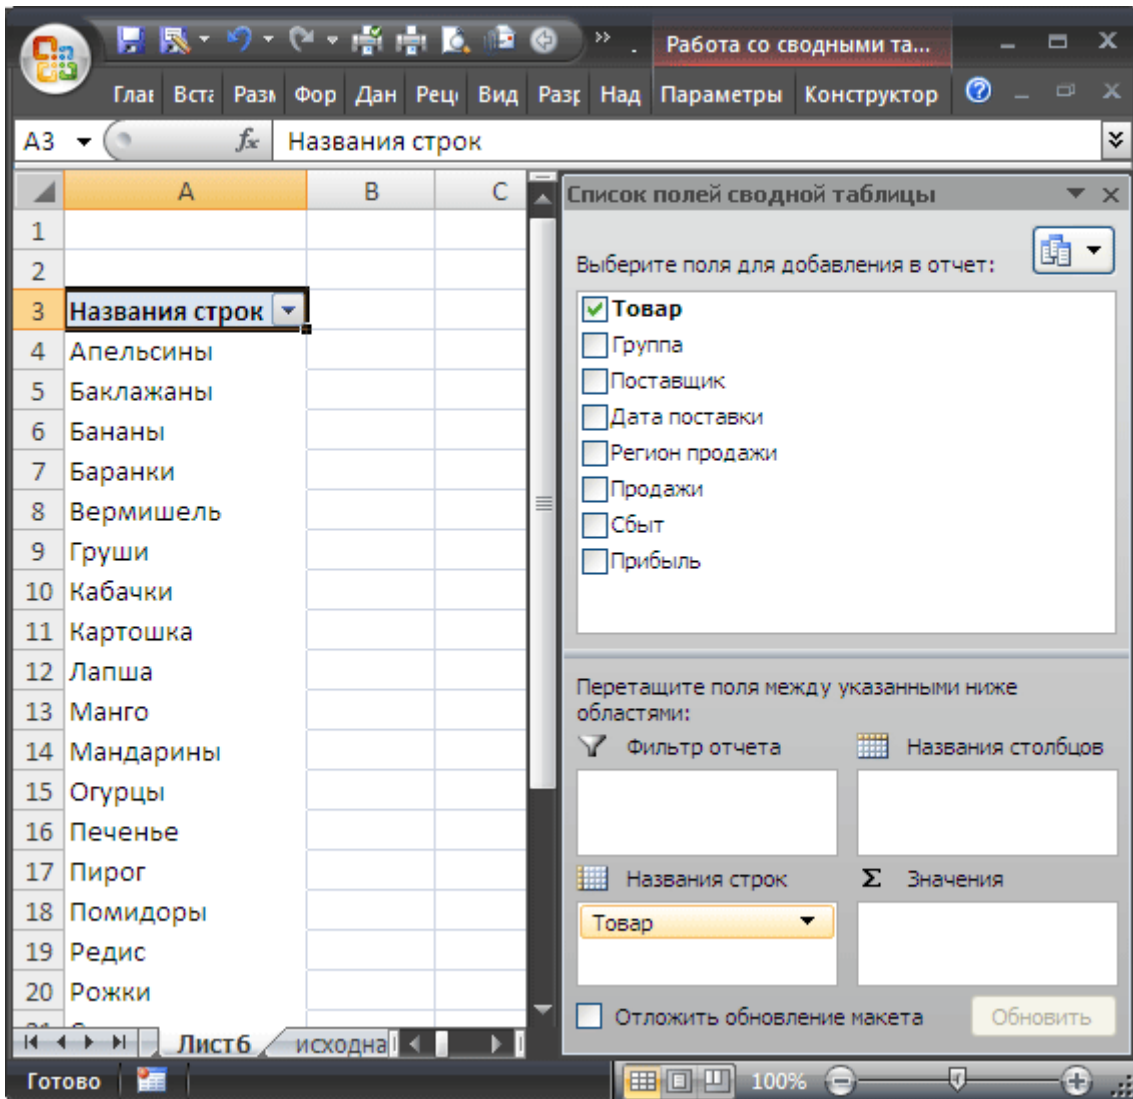 Работа со сводными та...
Глаг Вста Разм Фор Дан Реце Вид Разр Над Параметры Конструктор
A3 fx Названия строк
A B C
1
2
3 Названия строк
4 Апельсины
5 Баклажаны
6 Бананы
7 Баранки
8 Вермишель
9 Груши
10 Кабачки
11 Картошка
12 Лапша
13 Манго
14 Мандарины
15 Огурцы
16 Печенье
17 Пирог
18 Помидоры
19 Редис
20 Рожки
Лист6 исходна
Список полей сводной таблицы
Выберите поля для добавления в отчет:
Товар
Группа
Поставщик
Дата поставки
Регион продажи
Продажи
Сбыт
Прибыль
Перетащите поля между указанными ниже
областями:
Фильтр отчета
Названия столбцов
Названия строк
Σ Значения
Товар
Отложить обновление макета
Обновить
Готово
100%